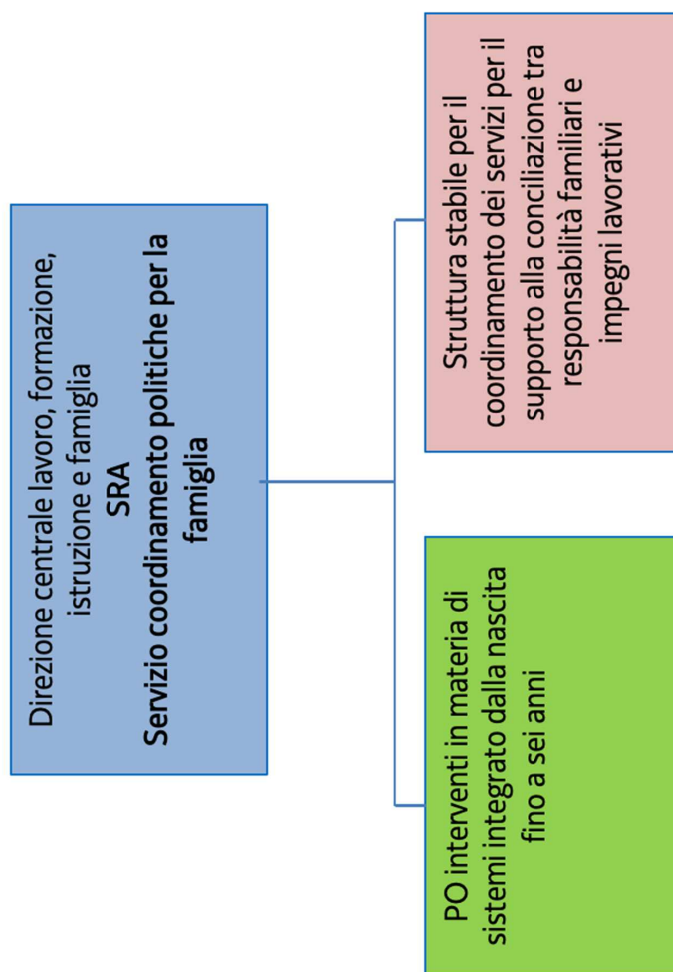 Direzione centrale lavoro, formazione,
istruzione e famiglia
SRA
Servizio coordinamento politiche per la
famiglia
PO interventi in materia di
sistemi integrato dalla nascita
fino a sei anni
Struttura stabile per il
coordinamento dei servizi per il
supporto alla conciliazione tra
responsabilità familiari e
impegni lavorativi